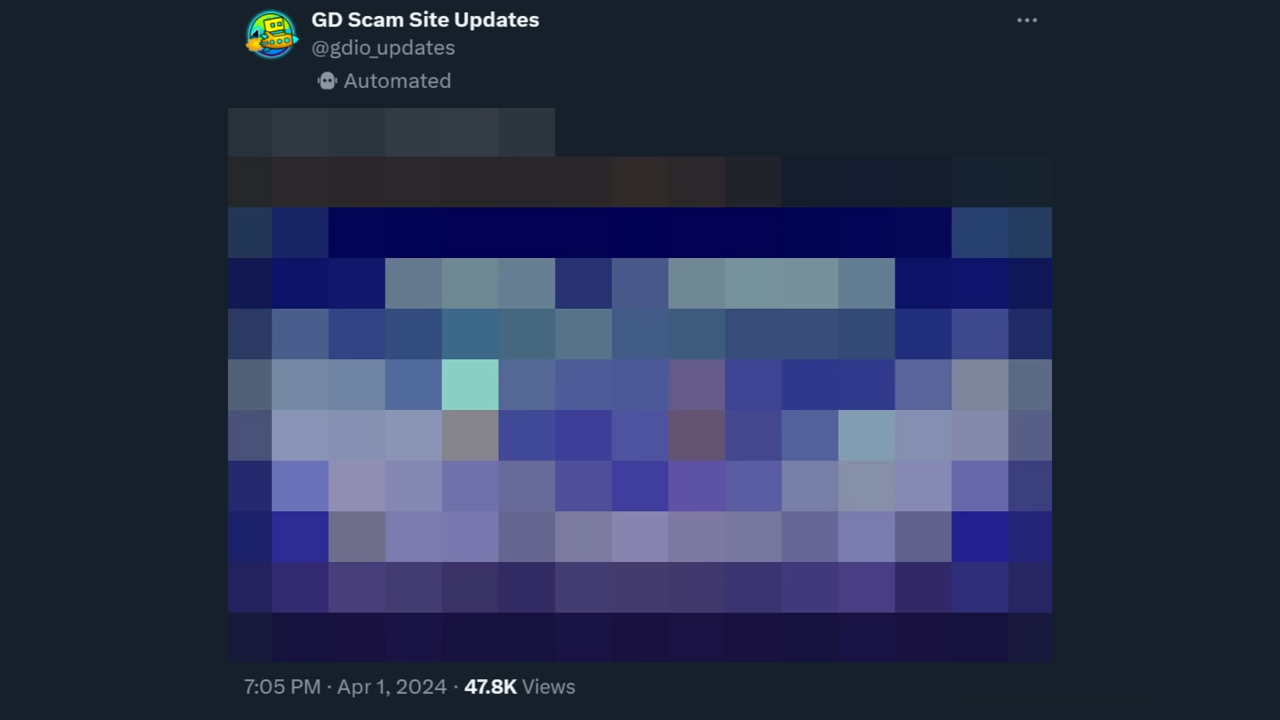 GD Scam Site Updates
@gdio_updates
Automated
7:05 PM · Apr 1, 2024 · 47.8K Views